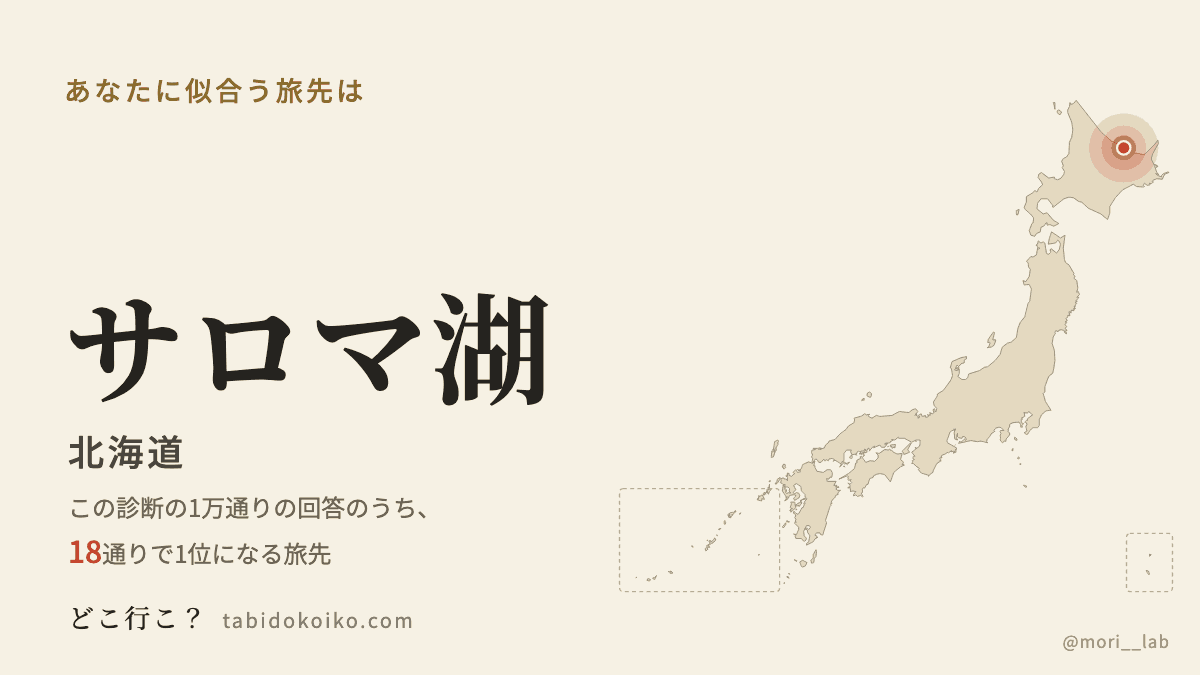 あなたに似合う旅先は
サロマ湖
北海道
この診断の1万通りの回答のうち、
18通りで1位になる旅先
どこ行こ？ tabidokoiko.com
@mori__lab